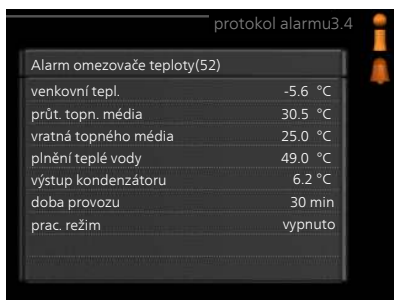 protokol alarmu3.4
Alarm omezovače teploty(52)
venkovní tepl. -5.6 °C
průt. topn. média 30.5 °C
vratná topného média 25.0 °C
plnění teplé vody 49.0 °C
výstup kondenzátoru 6.2 °C
doba provozu 30 min
prac. režim vypnuto